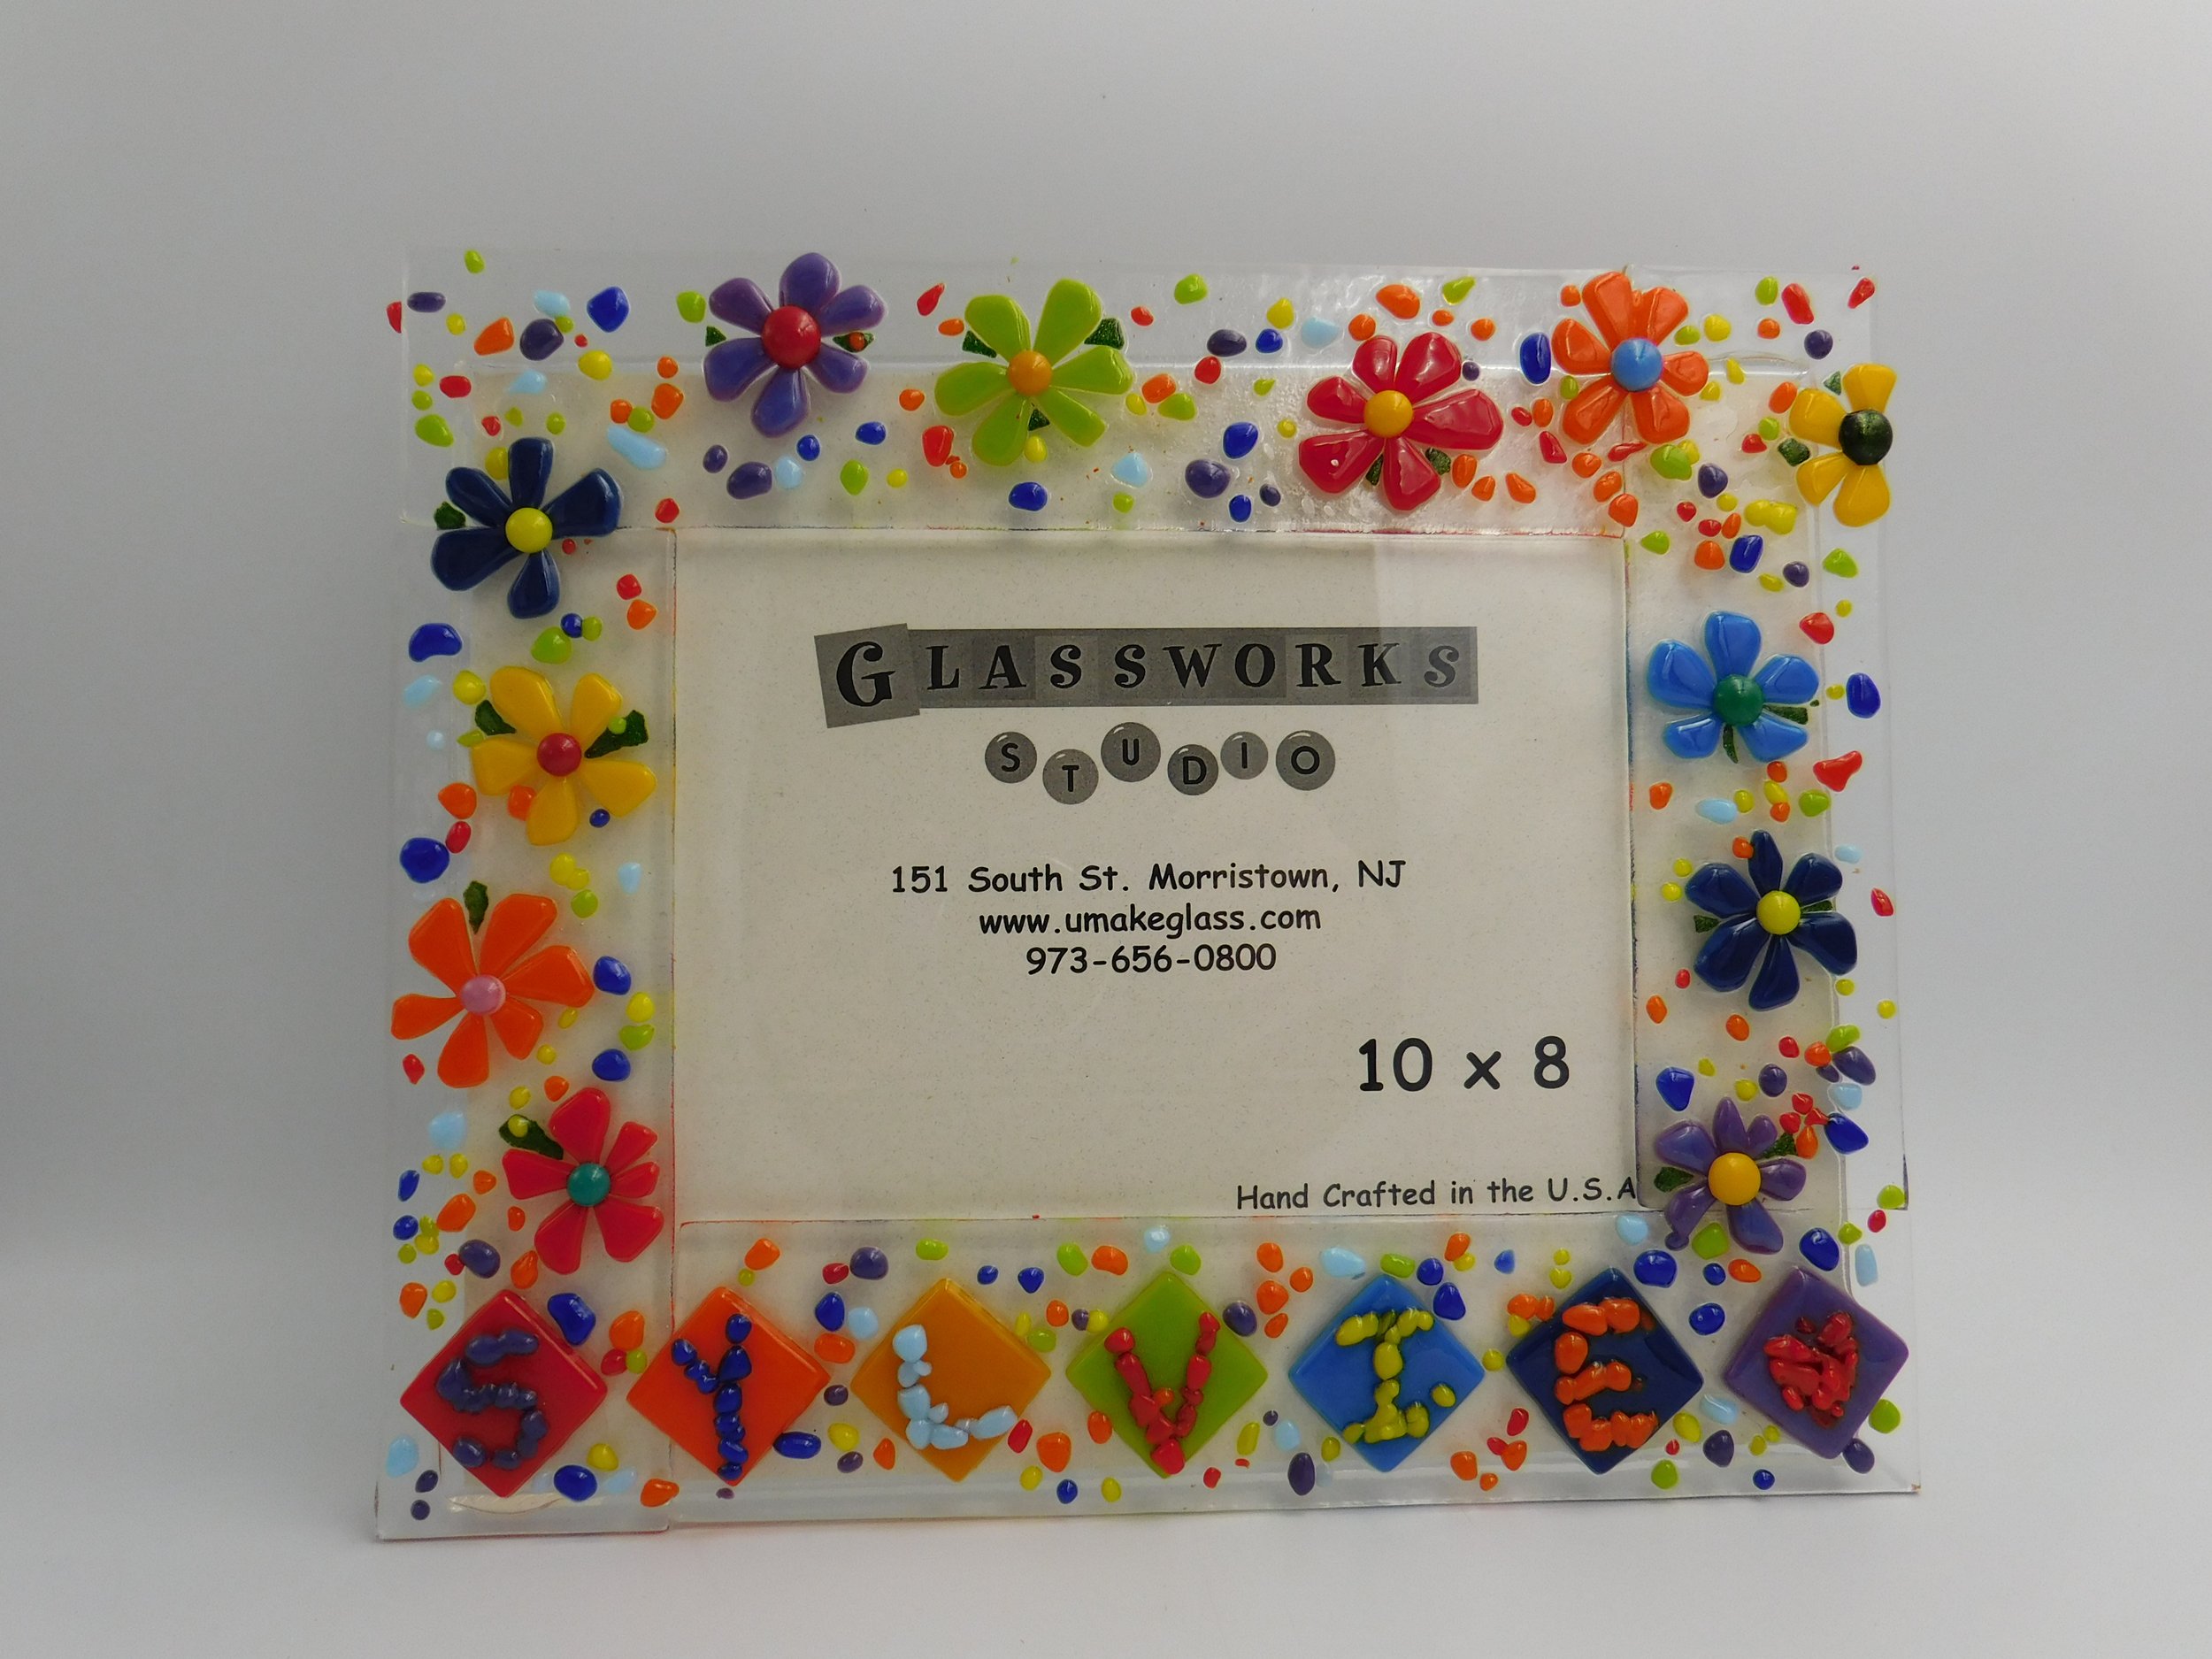 GLASSWORKS
STUDIO
151 South St. Morristown, NJ
www.umakeglass.com
973-656-0800
10 x 8
Hand Crafted in the U.S.A
SYLVIE